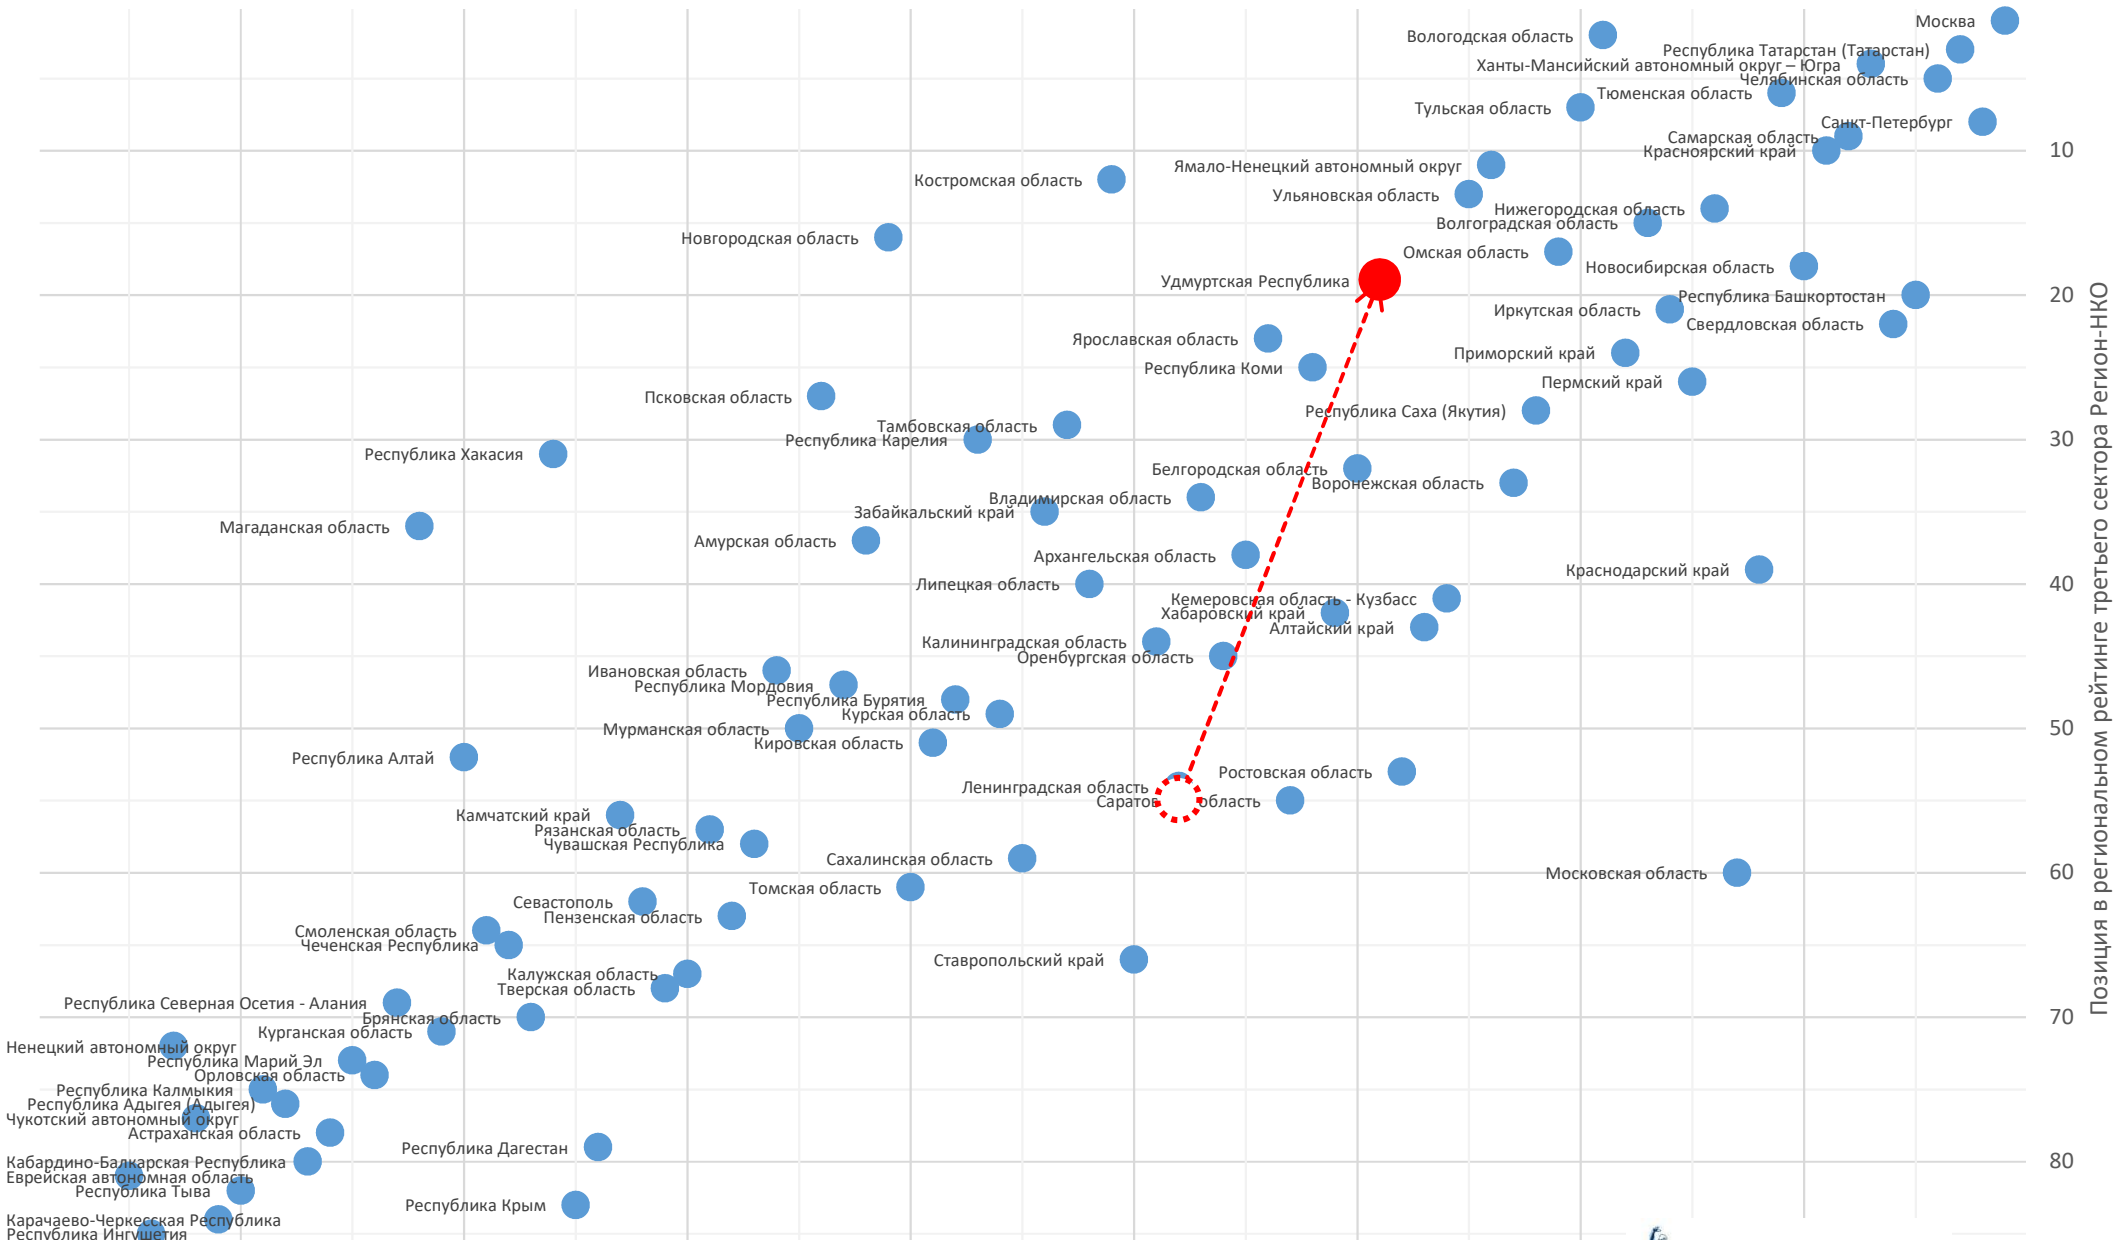 Москва
Вологодская область
Республика Татарстан (Татарстан)
Ханты-Мансийский автономный округ – Югра
Челябинская область
Тюменская область
Тульская область
Санкт-Петербург
Самарская область
Красноярский край
10
Ямало-Ненецкий автономный округ
Костромская область
Ульяновская область
Нижегородская область
Волгоградская область
Новгородская область
Омская область
Новосибирская область
Удмуртская Республика
Республика Башкортостан
20
Иркутская область
Свердловская область
Ярославская область
Приморский край
Республика Коми
Пермский край
Псковская область
Республика Саха (Якутия)
Тамбовская область
Республика Карелия
30
Республика Хакасия
Белгородская область
Воронежская область
Владимирская область
Забайкальский край
Магаданская область
Амурская область
Архангельская область
Краснодарский край
Липецкая область
40
Кемеровская область - Кузбасс
Хабаровский край
Алтайский край
Калининградская область
Оренбургская область
Ивановская область
Республика Мордовия
Республика Бурятия
Курская область
Мурманская область
50
Кировская область
Республика Алтай
Ростовская область
Ленинградская область
Саратов область
Камчатский край
Рязанская область
Чувашская Республика
Сахалинская область
Московская область
60
Томская область
Севастополь
Пензенская область
Смоленская область
Чеченская Республика
Ставропольский край
Калужская область
Тверская область
Республика Северная Осетия - Алания
Брянская область
70
Курганская область
Ненецкий автономный округ
Республика Марий Эл
Орловская область
Республика Калмыкия
Республика Адыгея (Адыгея)
Чукотский автономный округ
Астраханская область
Республика Дагестан
Кабардино-Балкарская Республика
80
Еврейская автономная область
Республика Тыва
Республика Крым
Карачаево-Черкесская Республика
Республика Ингушетия
Позиция в региональном рейтинге третьего сектора Регион-НКО